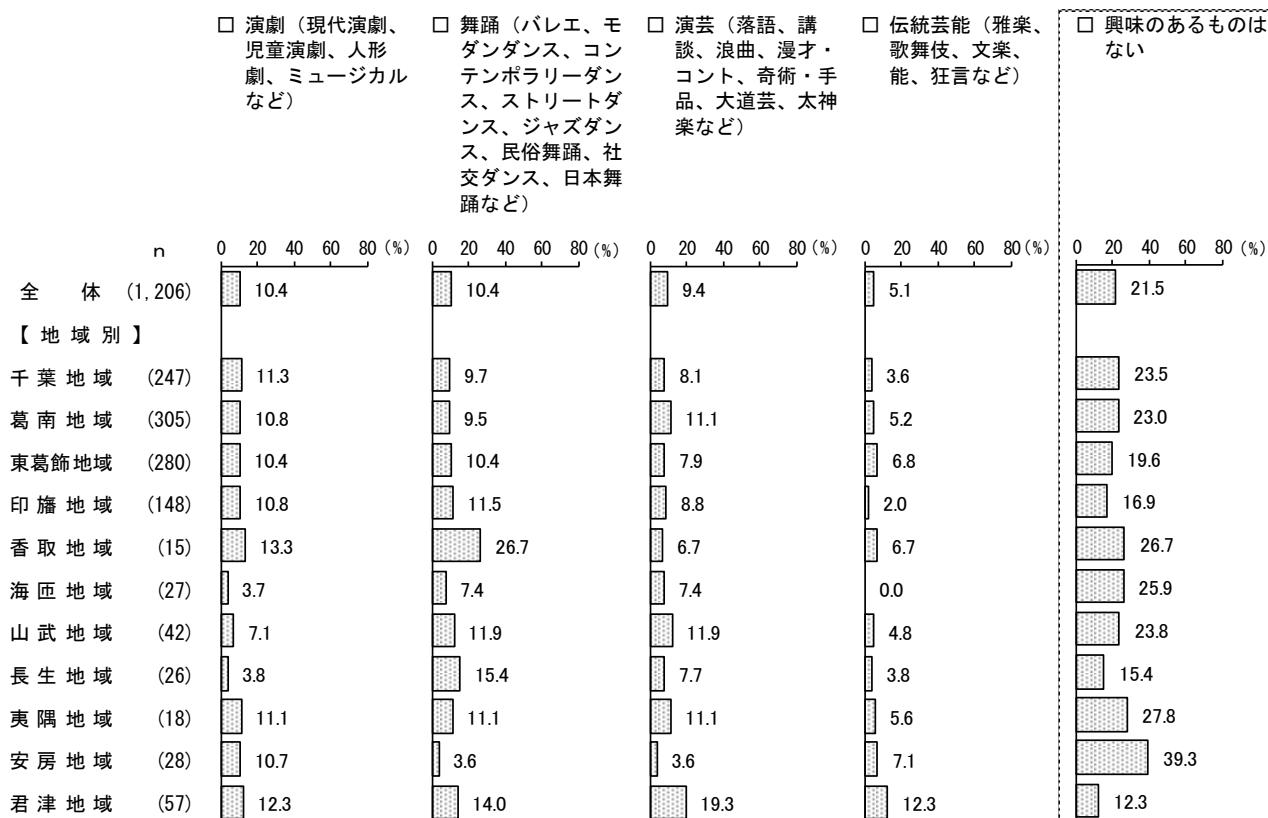 □ 演劇（現代演劇、
児童演劇、人形
劇、ミュージカル
など）
□ 舞踊（バレエ、モ
ダンダンス、コン
テンポラリーダン
ス、ストリートダ
ンス、ジャズダン
ス、民俗舞踊、社
交ダンス、日本舞
踊など）
□ 演芸（落語、講
談、浪曲、漫才・
コント、奇術・手
品、大道芸、太神
楽など）
□ 伝統芸能（雅楽、
歌舞伎、文楽、
能、狂言など）
□ 興味のあるものは
ない
n 0 20 40 60 80 (%) 0 20 40 60 80 (%) 0 20 40 60 80 (%) 0 20 40 60 80 (%) 0 20 40 60 80 (%)
全 体 (1,206) 10.4 10.4 9.4 5.1 21.5
【 地 域 別 】
千 葉 地 域 (247) 11.3 9.7 8.1 3.6 23.5
葛 南 地 域 (305) 10.8 9.5 11.1 5.2 23.0
東葛飾地域 (280) 10.4 10.4 7.9 6.8 19.6
印 旛 地 域 (148) 10.8 11.5 8.8 2.0 16.9
香 取 地 域 (15) 13.3 26.7 6.7 6.7 26.7
海 匝 地 域 (27) 3.7 7.4 7.4 0.0 25.9
山 武 地 域 (42) 7.1 11.9 11.9 4.8 23.8
長 生 地 域 (26) 3.8 15.4 7.7 3.8 15.4
夷 隅 地 域 (18) 11.1 11.1 11.1 5.6 27.8
安 房 地 域 (28) 10.7 3.6 3.6 7.1 39.3
君 津 地 域 (57) 12.3 14.0 19.3 12.3 12.3